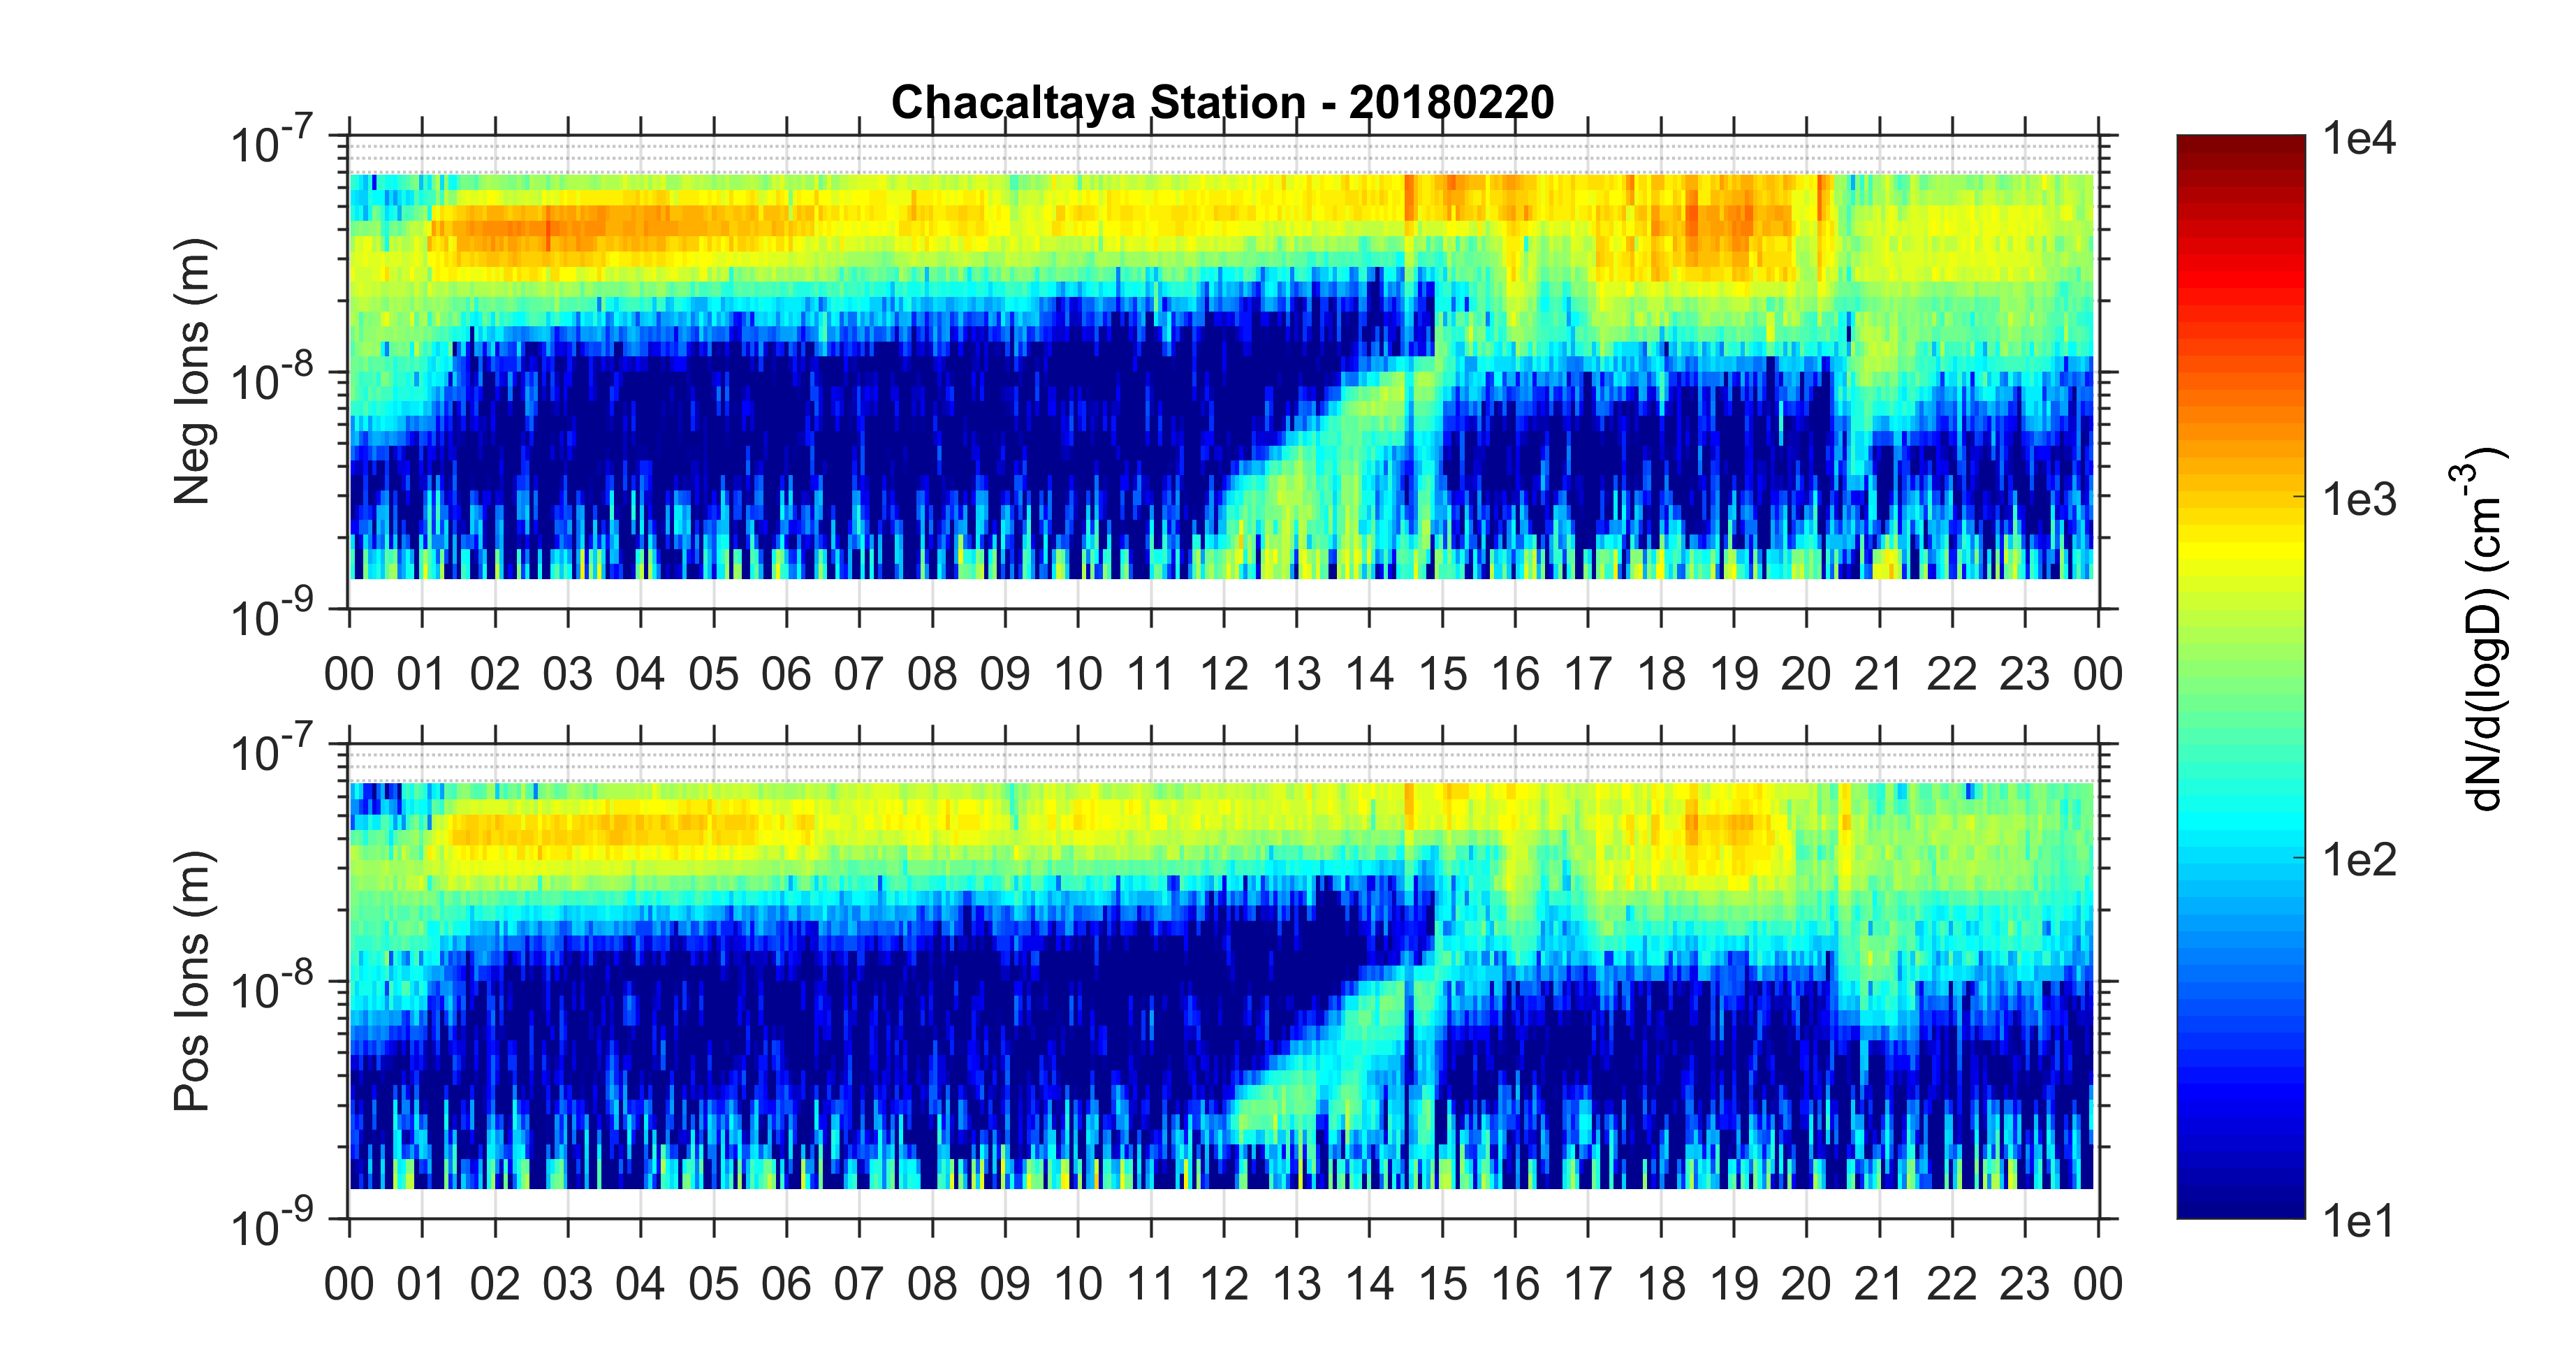 Chacaltaya Station - 20180220
10-7
10-8
10-9
Neg Ions (m)
00 01 02 03 04 05 06 07 08 09 10 11 12 13 14 15 16 17 18 19 20 21 22 23 00
10-7
10-8
10-9
Pos Ions (m)
00 01 02 03 04 05 06 07 08 09 10 11 12 13 14 15 16 17 18 19 20 21 22 23 00
1e4
1e3
1e2
1e1
dN/d(logD) (cm-3)